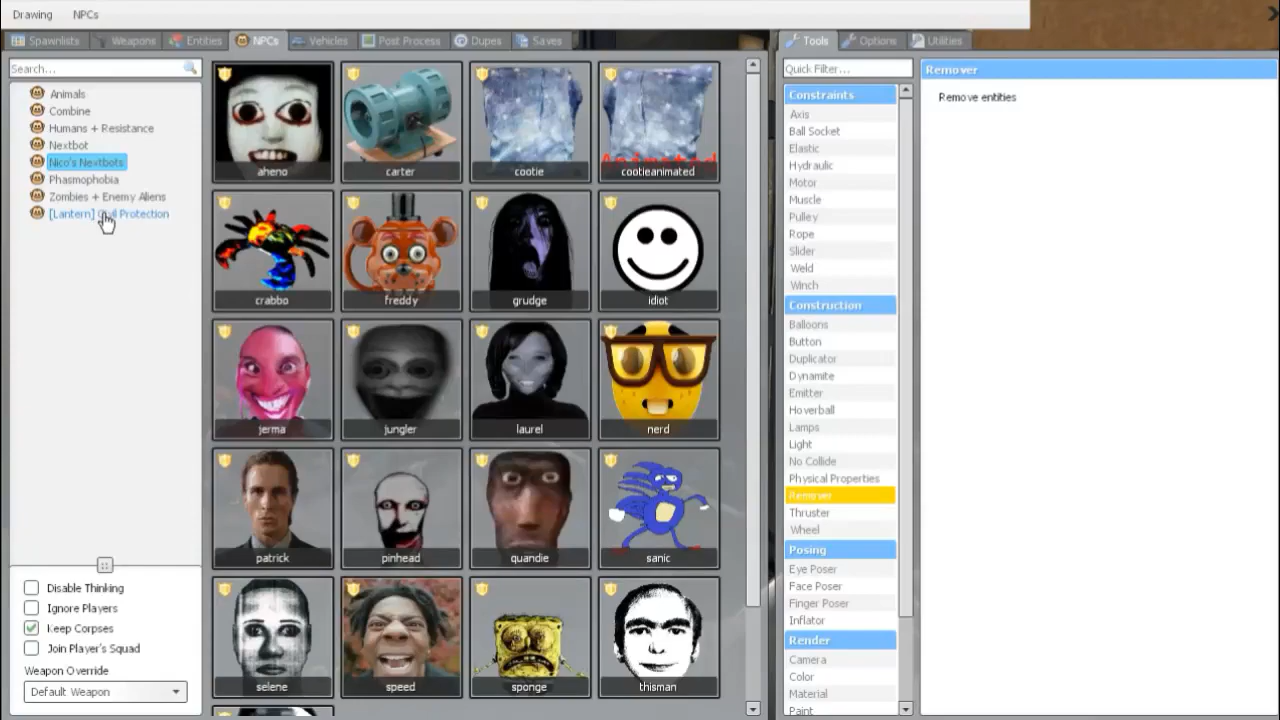 Drawing NPCs
Spawnlists Weapons Entities NPCs Vehicles Post Process Dupes Saves
Tools Options Utilities
Search...
Animals
Combine
Humans + Resistance
Nextbot
Nico's Nextbots
Phasmophobia
Zombies + Enemy Aliens
[Lantern] Civil Protection
aheno carter cootie cootieanimated
Animated
crabbo freddy grudge idiot
jerma jungler laurel nerd
patrick pinhead quandie sanic
selene speed sponge thisman
Disable Thinking
Ignore Players
Keep Corpses
Join Player's Squad
Weapon Override
Default Weapon
Quick Filter...
Constraints
Axis
Ball Socket
Elastic
Hydraulic
Motor
Muscle
Pulley
Rope
Slider
Weld
Winch
Construction
Balloons
Button
Duplicator
Dynamite
Emitter
Hoverball
Lamps
Light
No Collide
Physical Properties
Remover
Thruster
Wheel
Posing
Eye Poser
Face Poser
Finger Poser
Inflator
Render
Camera
Color
Material
Paint
Remover
Remove entities